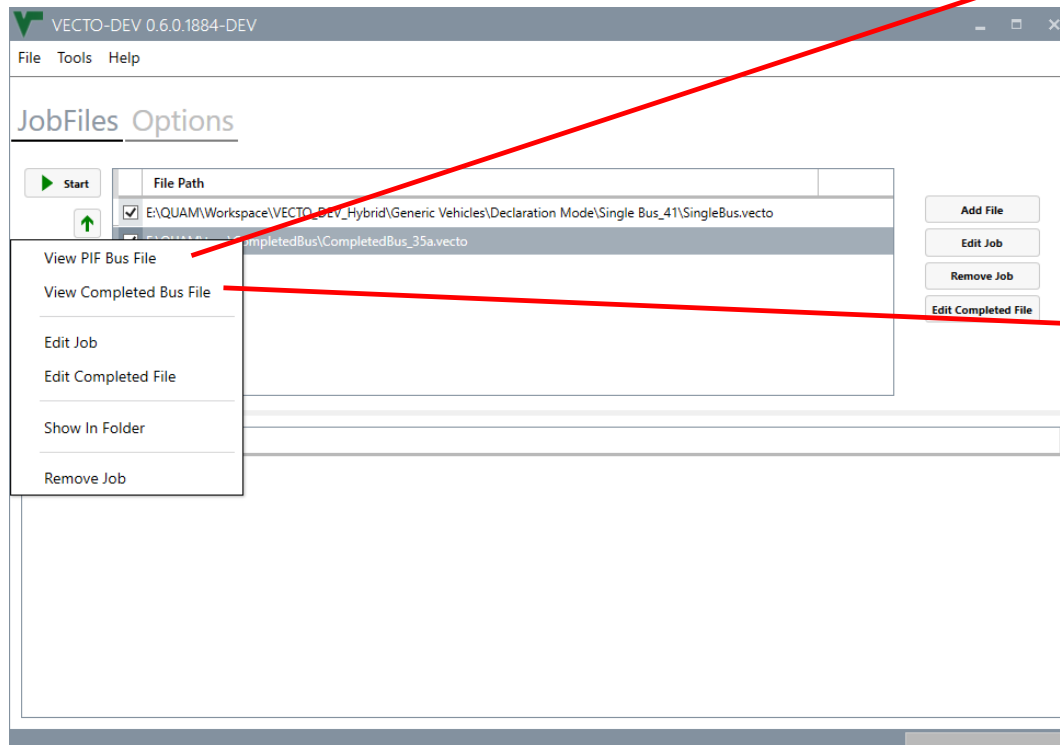 VECTO-DEV 0.6.0.1884-DEV
File Tools Help
JobFiles Options
Start
File Path
E:\QUAM\Workspace\VECTO_DEV_Hybrid\Generic Vehicles\Declaration Mode\Single Bus_41\SingleBus.vecto
CompletedBus\CompletedBus_35a.vecto
Add File
Edit Job
Remove Job
Edit Completed File
View PIF Bus File
View Completed Bus File
Edit Job
Edit Completed File
Show In Folder
Remove Job